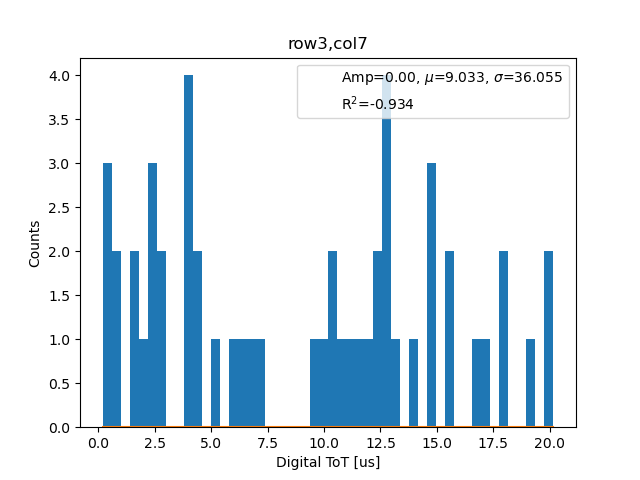 row3,col7
Amp=0.00, μ=9.033, σ=36.055
R²=-0.934
4.0
3.5
3.0
2.5
2.0
1.5
1.0
0.5
0.0
Counts
0.0 2.5 5.0 7.5 10.0 12.5 15.0 17.5 20.0
Digital ToT [us]